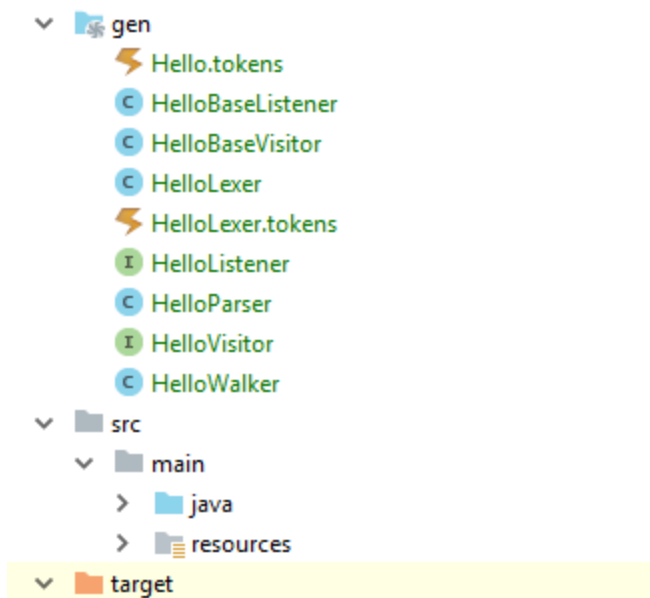 gen
Hello.tokens
C HelloBaseListener
C HelloBaseVisitor
C HelloLexer
HelloLexer.tokens
I HelloListener
C HelloParser
I HelloVisitor
C HelloWalker
src
main
java
resources
target